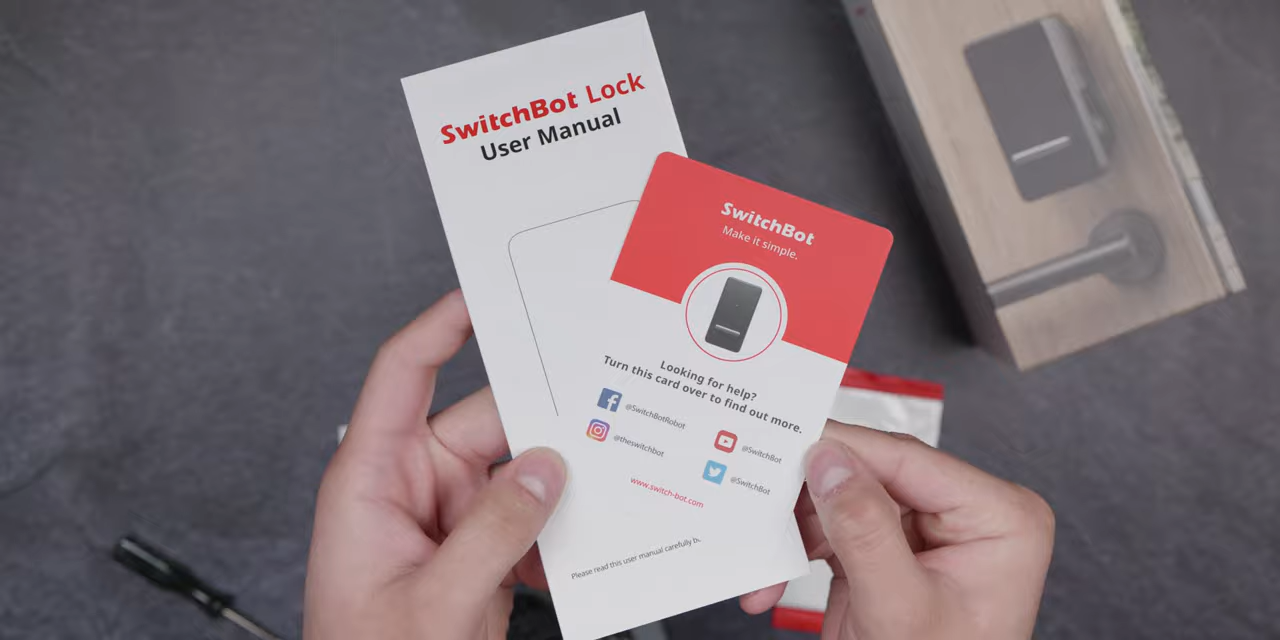 SwitchBot Lock
User Manual
SwitchBot
Make it simple.
Looking for help?
Turn this card over to find out more.
@SwitchBotRobot
@theswitchbot
@SwitchBot
@SwitchBot
www.switch-bot.com
Please read this user manual carefully